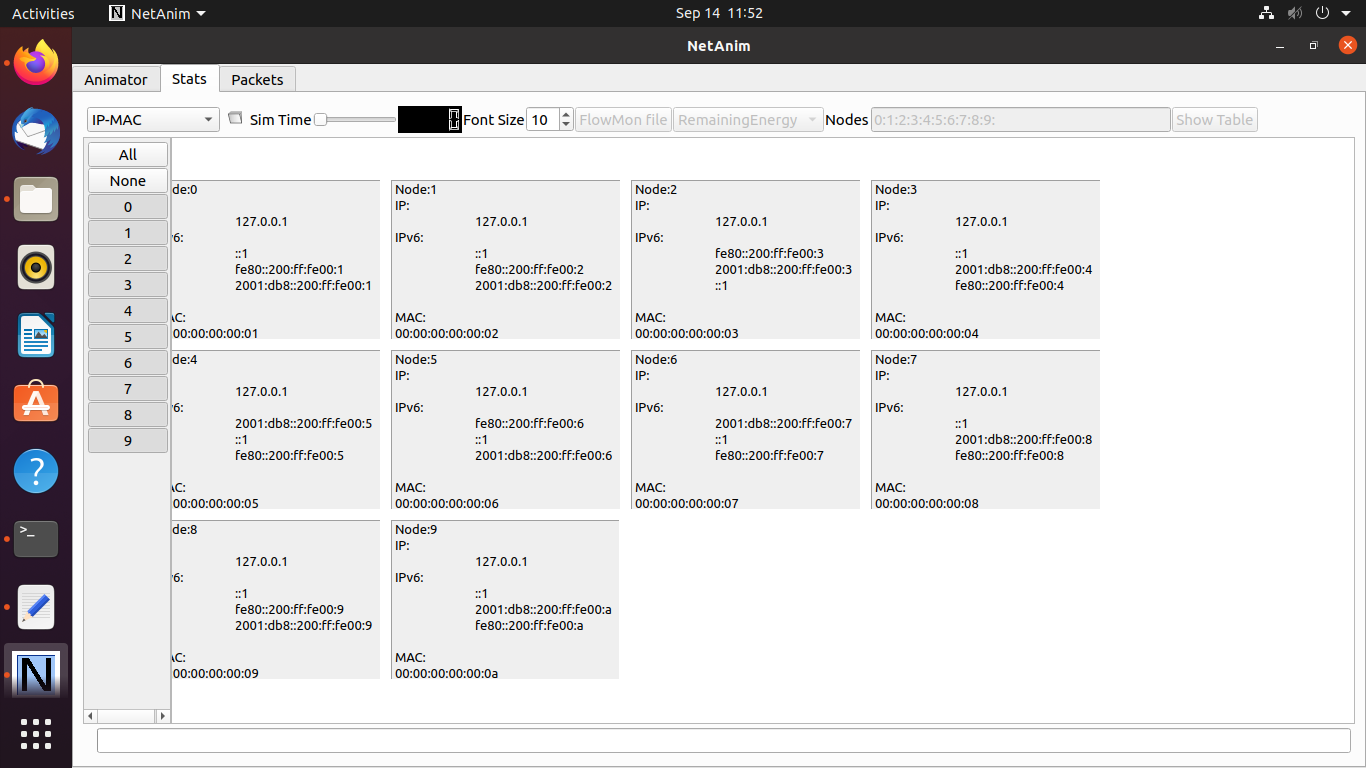 Activities NetAnim Sep 14 11:52
NetAnim
Animator Stats Packets
IP-MAC Sim Time 0 Font Size 10 FlowMon file RemainingEnergy Nodes 0:1:2:3:4:5:6:7:8:9: Show Table
All
None
0
1
2
3
4
5
6
7
8
9
de:0
127.0.0.1
v6:
::1
fe80::200:ff:fe00:1
2001:db8::200:ff:fe00:1
AC:
00:00:00:00:00:01
Node:1
IP:
127.0.0.1
IPv6:
::1
fe80::200:ff:fe00:2
2001:db8::200:ff:fe00:2
MAC:
00:00:00:00:00:02
Node:2
IP:
127.0.0.1
IPv6:
fe80::200:ff:fe00:3
2001:db8::200:ff:fe00:3
::1
MAC:
00:00:00:00:00:03
Node:3
IP:
127.0.0.1
IPv6:
::1
2001:db8::200:ff:fe00:4
fe80::200:ff:fe00:4
MAC:
00:00:00:00:00:04
de:4
127.0.0.1
v6:
2001:db8::200:ff:fe00:5
::1
fe80::200:ff:fe00:5
AC:
00:00:00:00:00:05
Node:5
IP:
127.0.0.1
IPv6:
fe80::200:ff:fe00:6
::1
2001:db8::200:ff:fe00:6
MAC:
00:00:00:00:00:06
Node:6
IP:
127.0.0.1
IPv6:
2001:db8::200:ff:fe00:7
::1
fe80::200:ff:fe00:7
MAC:
00:00:00:00:00:07
Node:7
IP:
127.0.0.1
IPv6:
::1
2001:db8::200:ff:fe00:8
fe80::200:ff:fe00:8
MAC:
00:00:00:00:00:08
de:8
127.0.0.1
v6:
::1
fe80::200:ff:fe00:9
2001:db8::200:ff:fe00:9
AC:
00:00:00:00:00:09
Node:9
IP:
127.0.0.1
IPv6:
::1
2001:db8::200:ff:fe00:a
fe80::200:ff:fe00:a
MAC:
00:00:00:00:00:0a